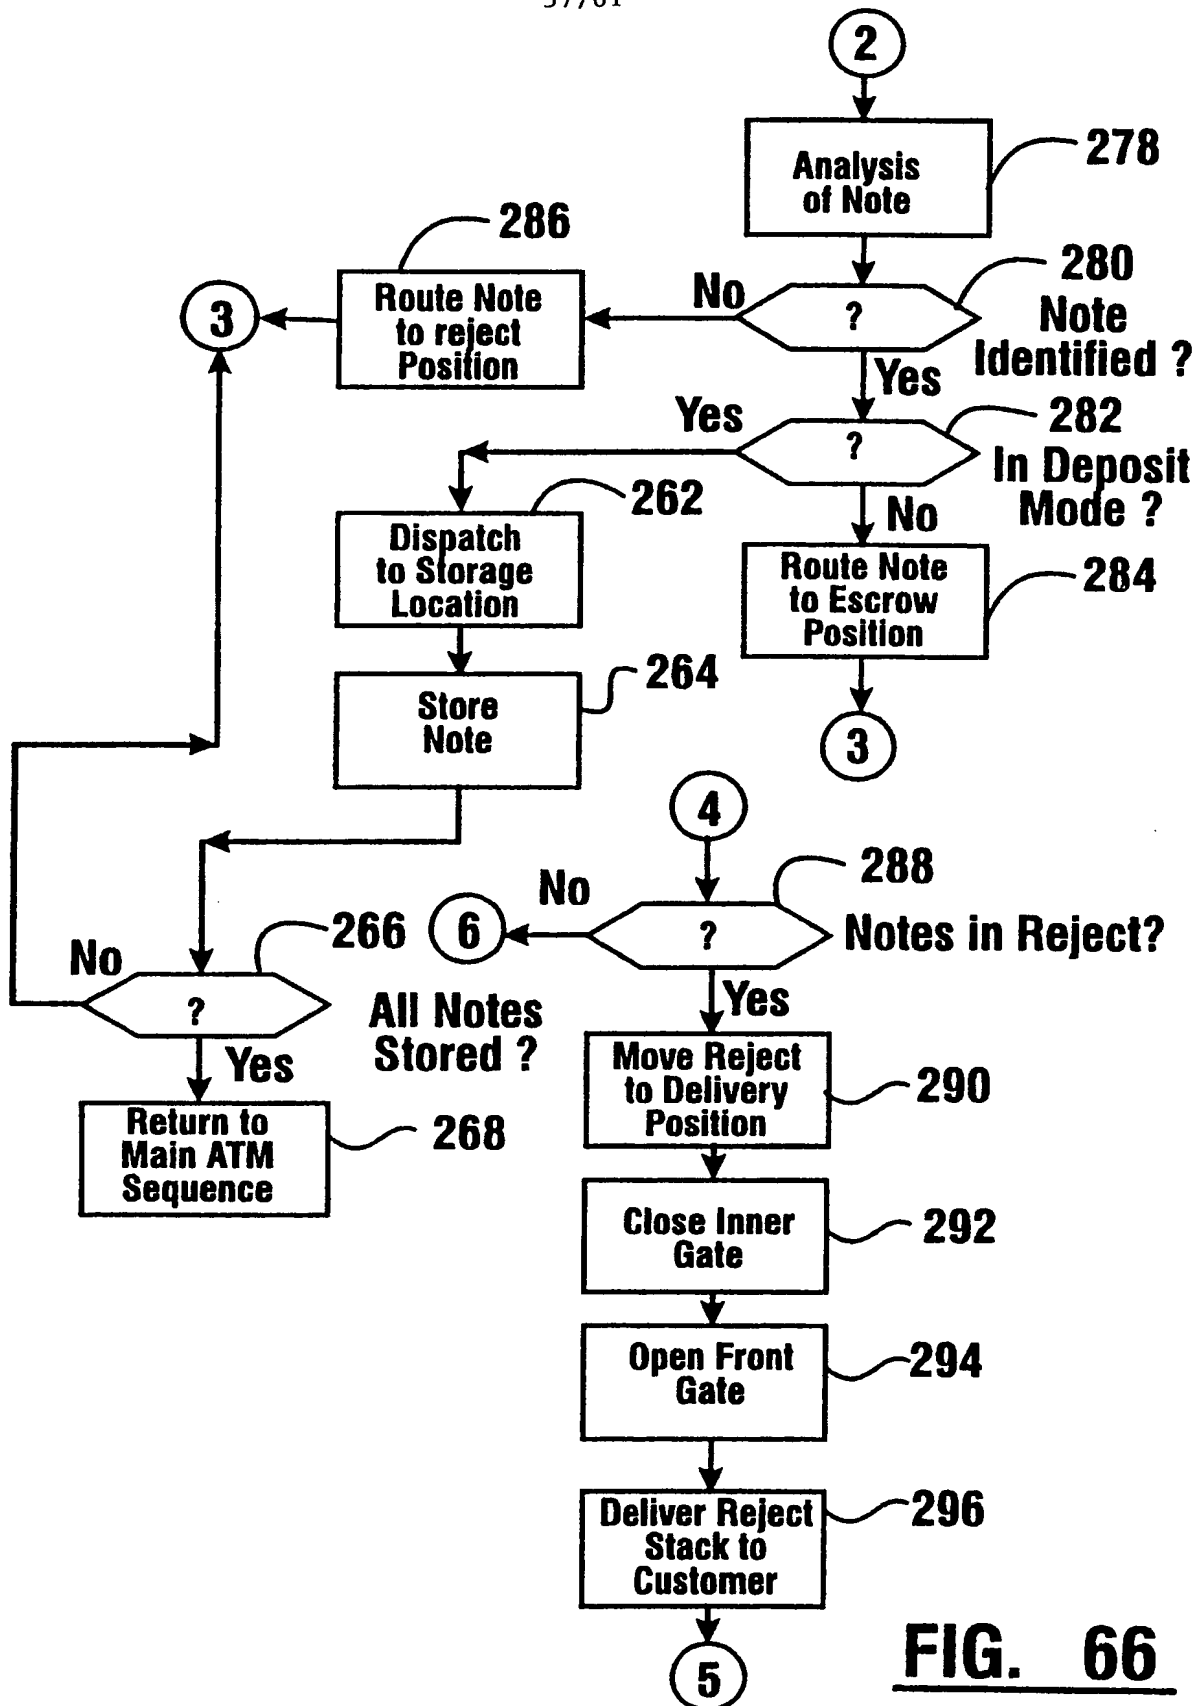 57/61
2
Analysis
of Note
278
286
Route Note
to reject
Position
3
No
?
280
Note
Identified ?
Yes
Yes
?
282
In Deposit
Mode ?
262
Dispatch
to Storage
Location
No
Route Note
to Escrow
Position
284
Store
Note
264
3
4
No
6
?
288
Notes in Reject?
No
?
266
All Notes
Stored ?
Yes
Yes
Return to
Main ATM
Sequence
268
Move Reject
to Delivery
Position
290
Close Inner
Gate
292
Open Front
Gate
294
Deliver Reject
Stack to
Customer
296
5
FIG. 66